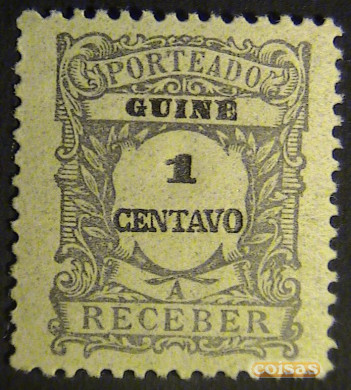 PORTEADO
GUINÉ
1
CENTAVO
A
RECEBER
coisas